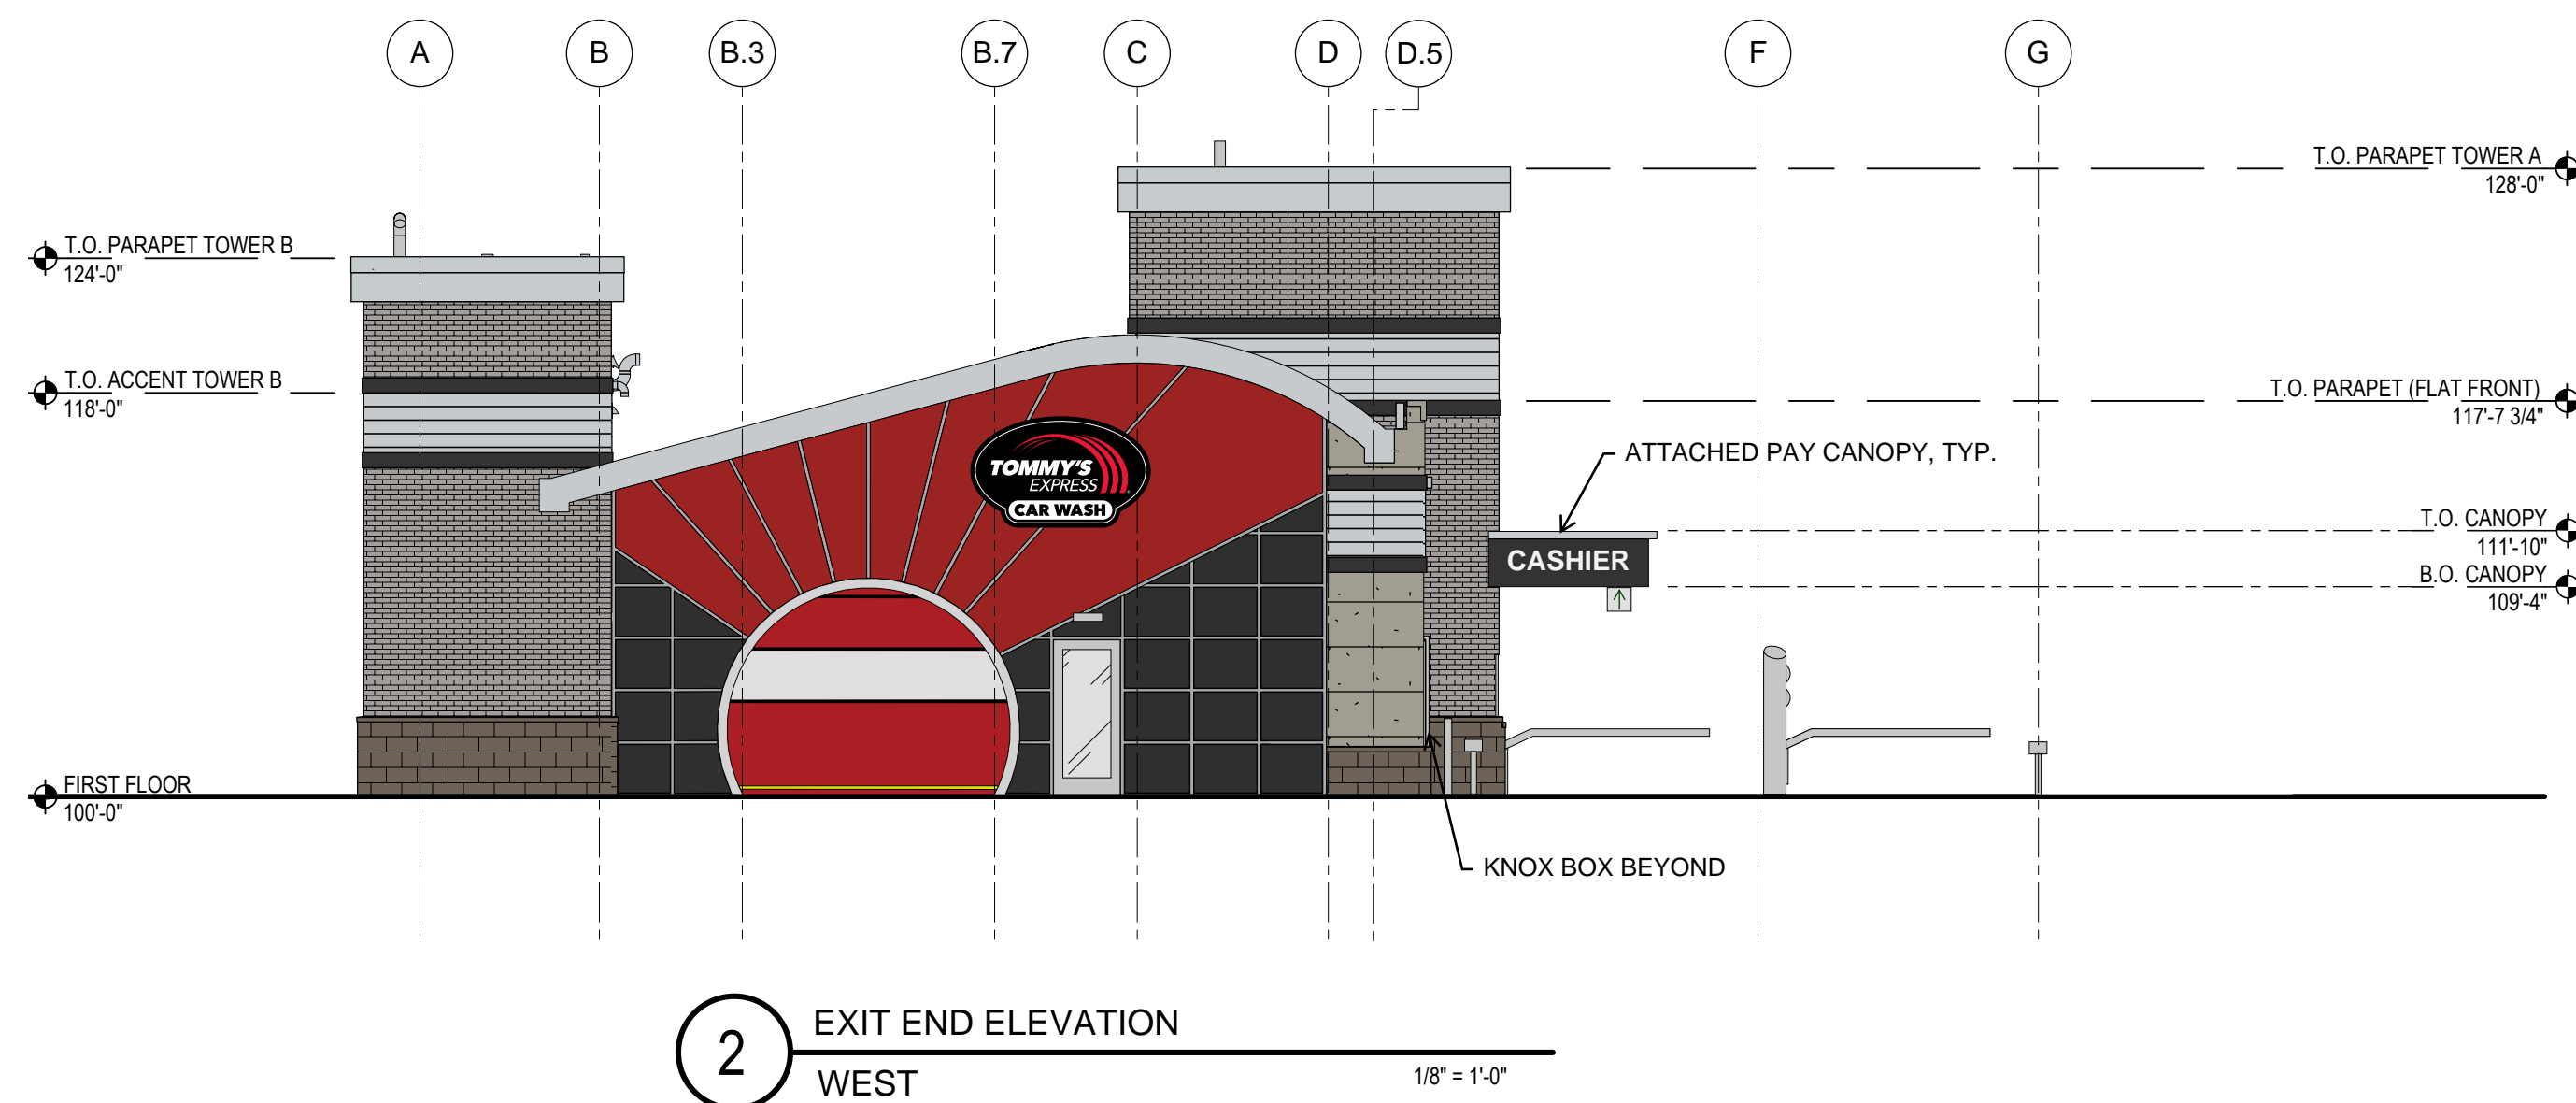 A B B.3 B.7 C D D.5 F G
T.O. PARAPET TOWER A
128'-0"
T.O. PARAPET TOWER B
124'-0"
T.O. ACCENT TOWER B
118'-0"
T.O. PARAPET (FLAT FRONT)
117'-7 3/4"
ATTACHED PAY CANOPY, TYP.
TOMMY'S
EXPRESS
CAR WASH
T.O. CANOPY
111'-10"
CASHIER
B.O. CANOPY
109'-4"
FIRST FLOOR
100'-0"
KNOX BOX BEYOND
2
EXIT END ELEVATION
WEST
1/8" = 1'-0"